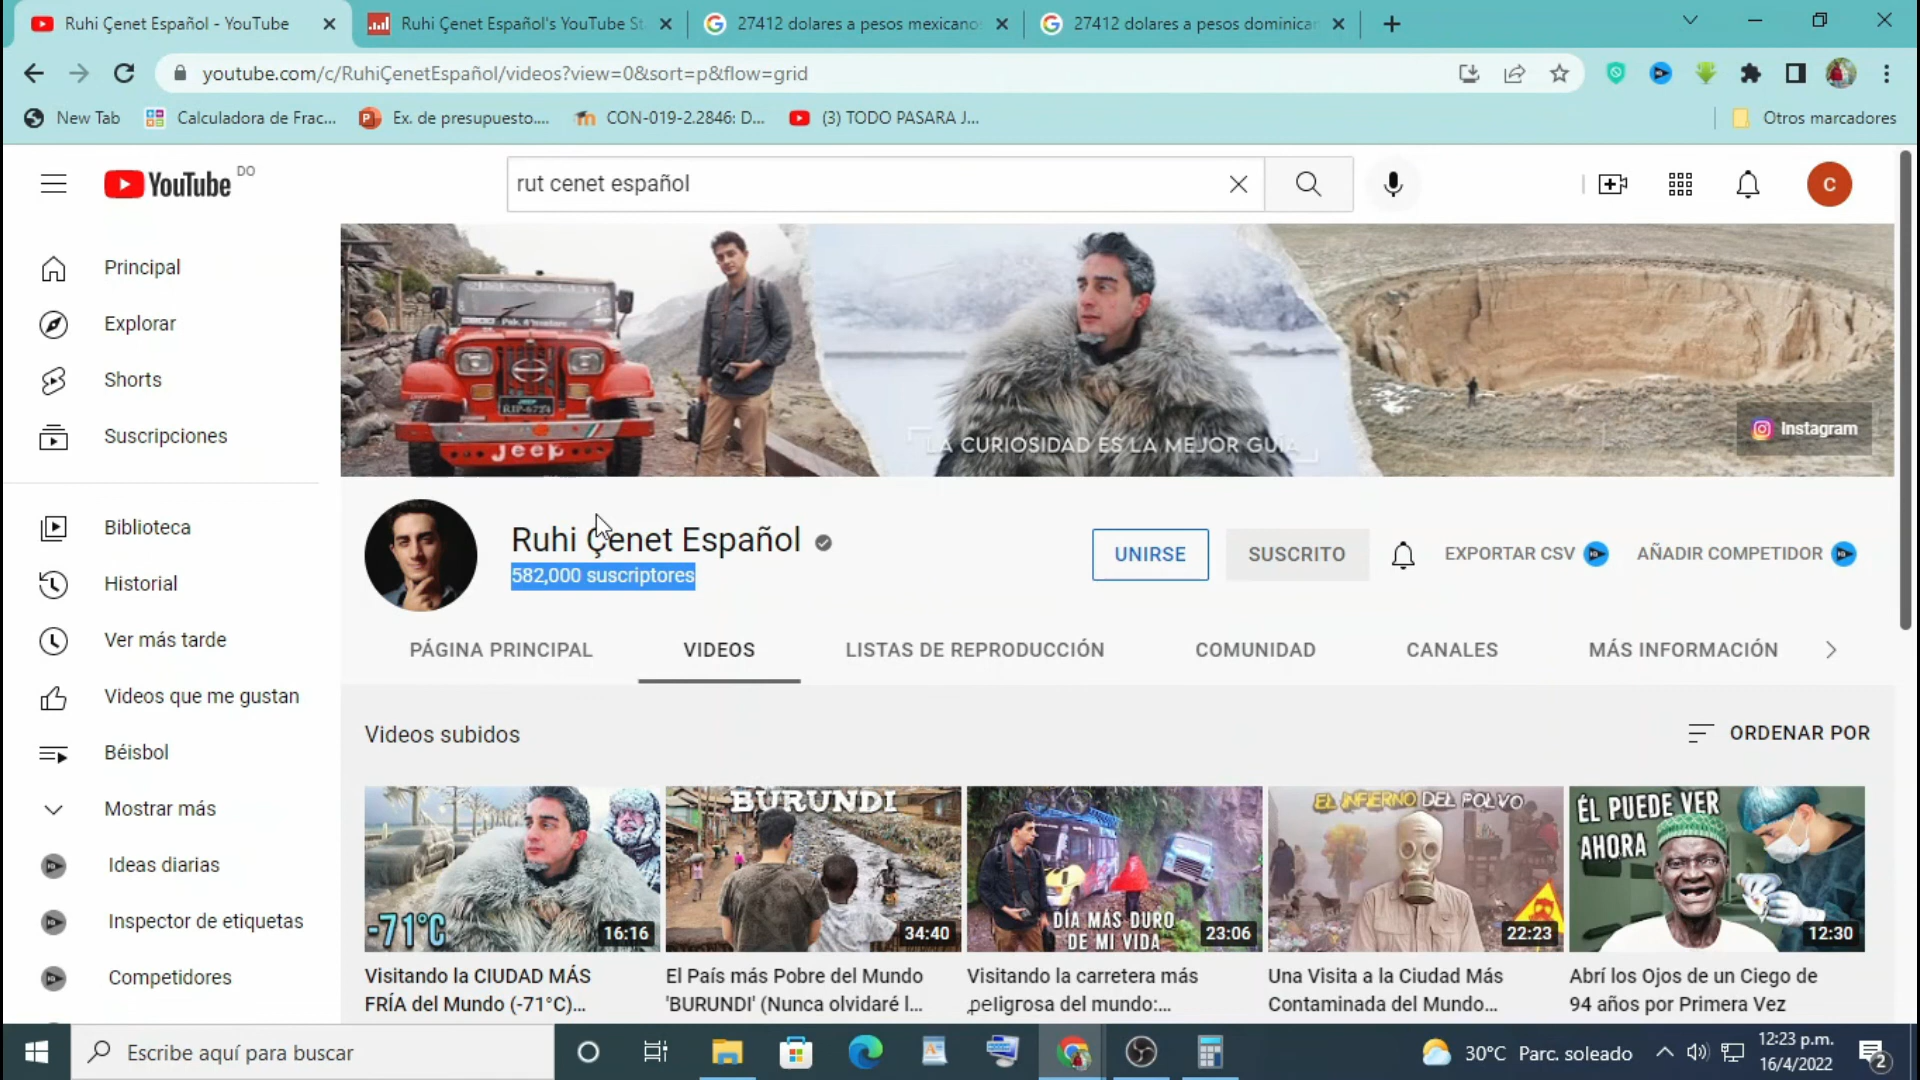 Ruhi Çenet Español - YouTube
Ruhi Çenet Español's YouTube St
27412 dolares a pesos mexicano
27412 dolares a pesos dominican
youtube.com/c/RuhiÇenetEspañol/videos?view=0&sort=p&flow=grid
New Tab
Calculadora de Frac...
Ex. de presupuesto....
CON-019-2.2846: D...
(3) TODO PASARA J...
Otros marcadores
YouTube DO
rut cenet español
C
Principal
Explorar
Shorts
Suscripciones
Biblioteca
Historial
Ver más tarde
Videos que me gustan
Béisbol
Mostrar más
Ideas diarias
Inspector de etiquetas
Competidores
Jeep
LA CURIOSIDAD ES LA MEJOR GUÍA
Instagram
Ruhi Çenet Español
582,000 suscriptores
UNIRSE
SUSCRITO
EXPORTAR CSV
AÑADIR COMPETIDOR
PÁGINA PRINCIPAL
VIDEOS
LISTAS DE REPRODUCCIÓN
COMUNIDAD
CANALES
MÁS INFORMACIÓN
Videos subidos
ORDENAR POR
-71°C
16:16
BURUNDI
34:40
DÍA MÁS DURO
DE MI VIDA
23:06
EL INFIERNO DEL POLVO
22:23
ÉL PUEDE VER
AHORA
12:30
Visitando la CIUDAD MÁS
FRÍA del Mundo (-71°C)...
El País más Pobre del Mundo
'BURUNDI' (Nunca olvidaré l...
Visitando la carretera más
peligrosa del mundo:...
Una Visita a la Ciudad Más
Contaminada del Mundo...
Abrí los Ojos de un Ciego de
94 años por Primera Vez
Escribe aquí para buscar
30°C Parc. soleado
12:23 p.m.
16/4/2022
2